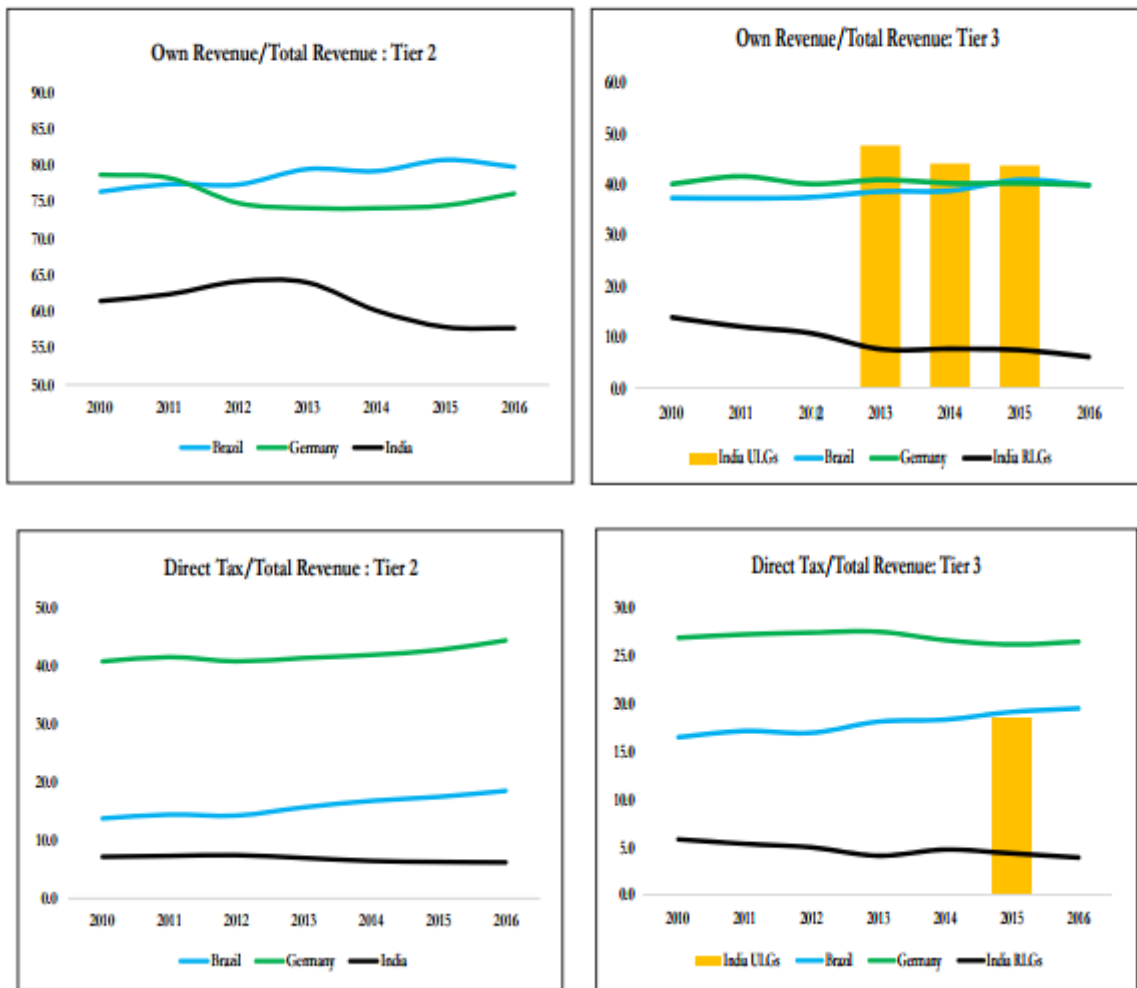 Own Revenue/Total Revenue : Tier 2
90.0
85.0
80.0
75.0
70.0
65.0
60.0
55.0
50.0
2010 2011 2012 2013 2014 2015 2016
Brazil Germany India
Own Revenue/Total Revenue: Tier 3
60.0
50.0
40.0
30.0
20.0
10.0
0.0
2010 2011 2012 2013 2014 2015 2016
India ULGs Brazil Germany India RLGs
Direct Tax/Total Revenue : Tier 2
50.0
40.0
30.0
20.0
10.0
0.0
2010 2011 2012 2013 2014 2015 2016
Brazil Germany India
Direct Tax/Total Revenue: Tier 3
30.0
25.0
20.0
15.0
10.0
5.0
0.0
2010 2011 2012 2013 2014 2015 2016
India ULGs Brazil Germany India RLGs